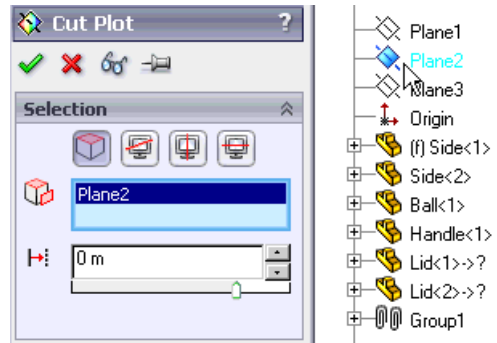 Cut Plot ?
Selection
Plane2
0 m
Plane1
Plane2
Plane3
Origin
(f) Side<1>
Side<2>
Ball<1>
Handle<1>
Lid<1>->?
Lid<2>->?
Group1